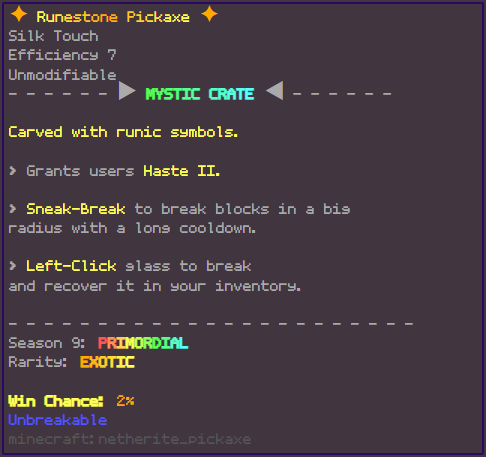 ✦ Runestone Pickaxe ✦
Silk Touch
Efficiency 7
Unmodifiable
- - - - - - ▶ MYSTIC CRATE ◀ - - - - - -
Carved with runic symbols.
> Grants users Haste II.
> Sneak-Break to break blocks in a big
radius with a long cooldown.
> Left-Click glass to break
and recover it in your inventory.
- - - - - - - - - - - - - - - - - - - - - - -
Season 9: PRIMORDIAL
Rarity: EXOTIC
Win Chance: 2%
Unbreakable
minecraft:netherite_pickaxe